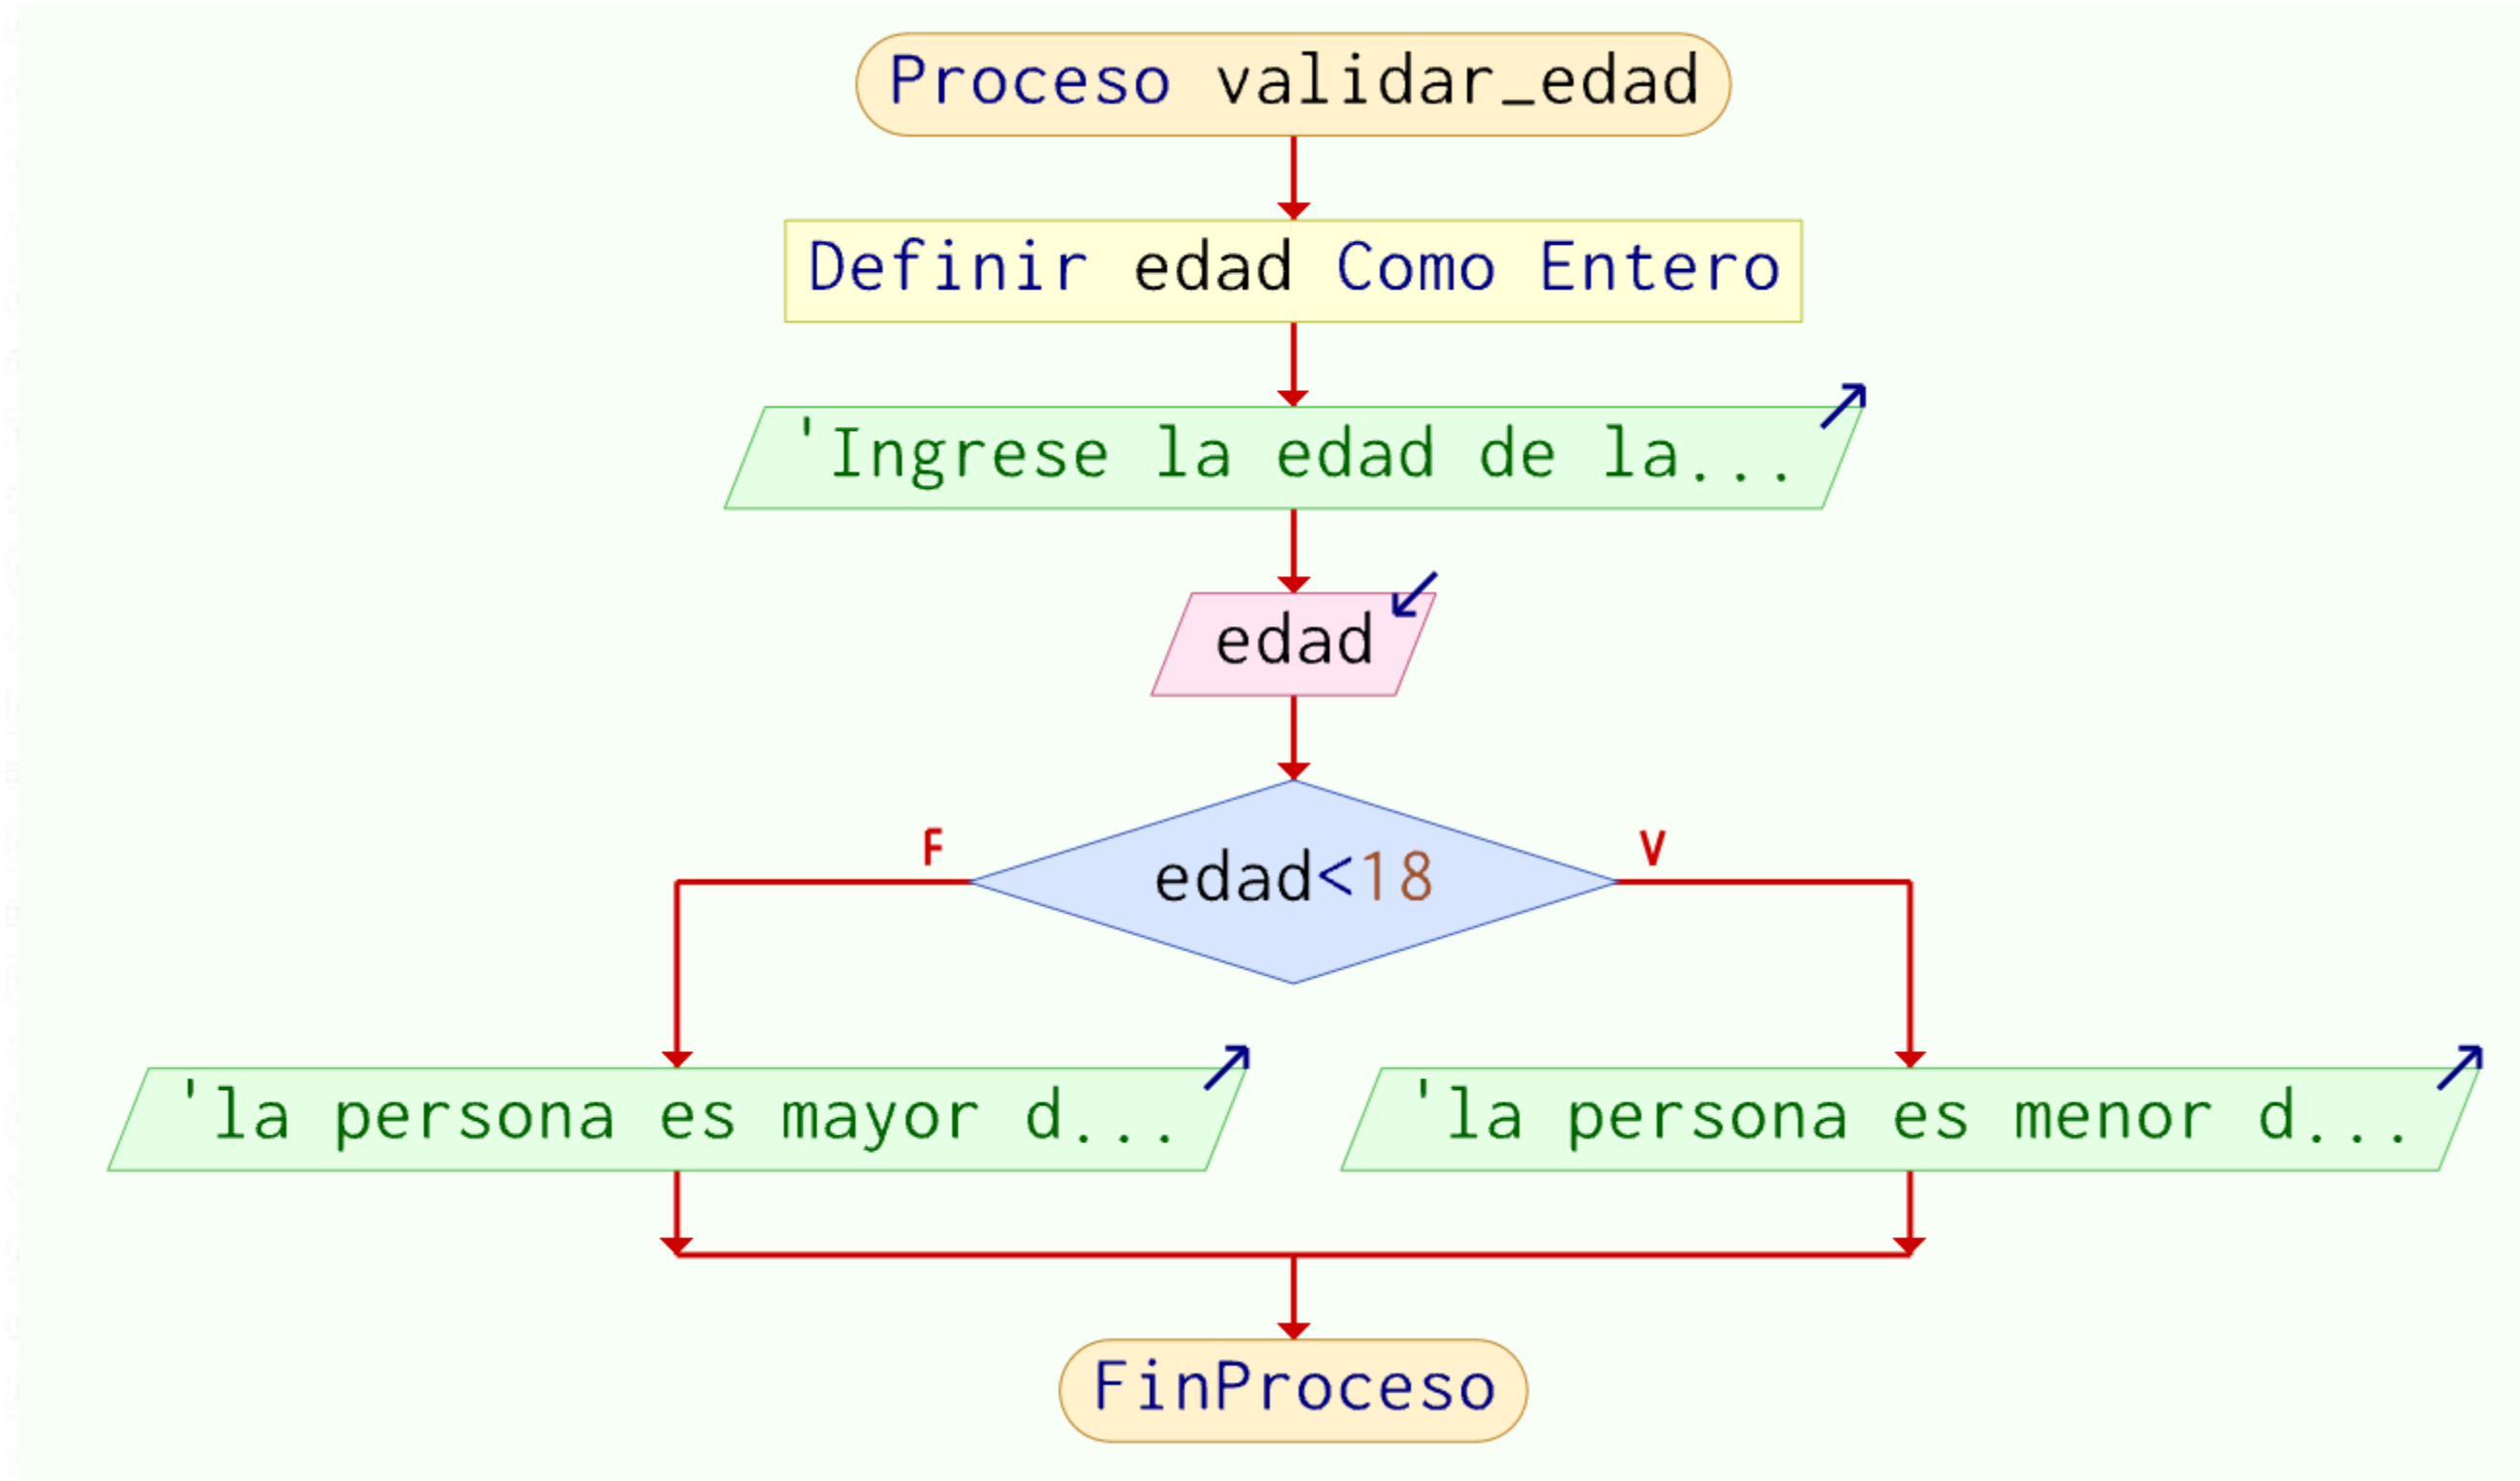 Proceso validar_edad
Definir edad Como Entero
'Ingrese la edad de la...
edad
F
edad<18
V
'la persona es mayor d...
'la persona es menor d...
FinProceso